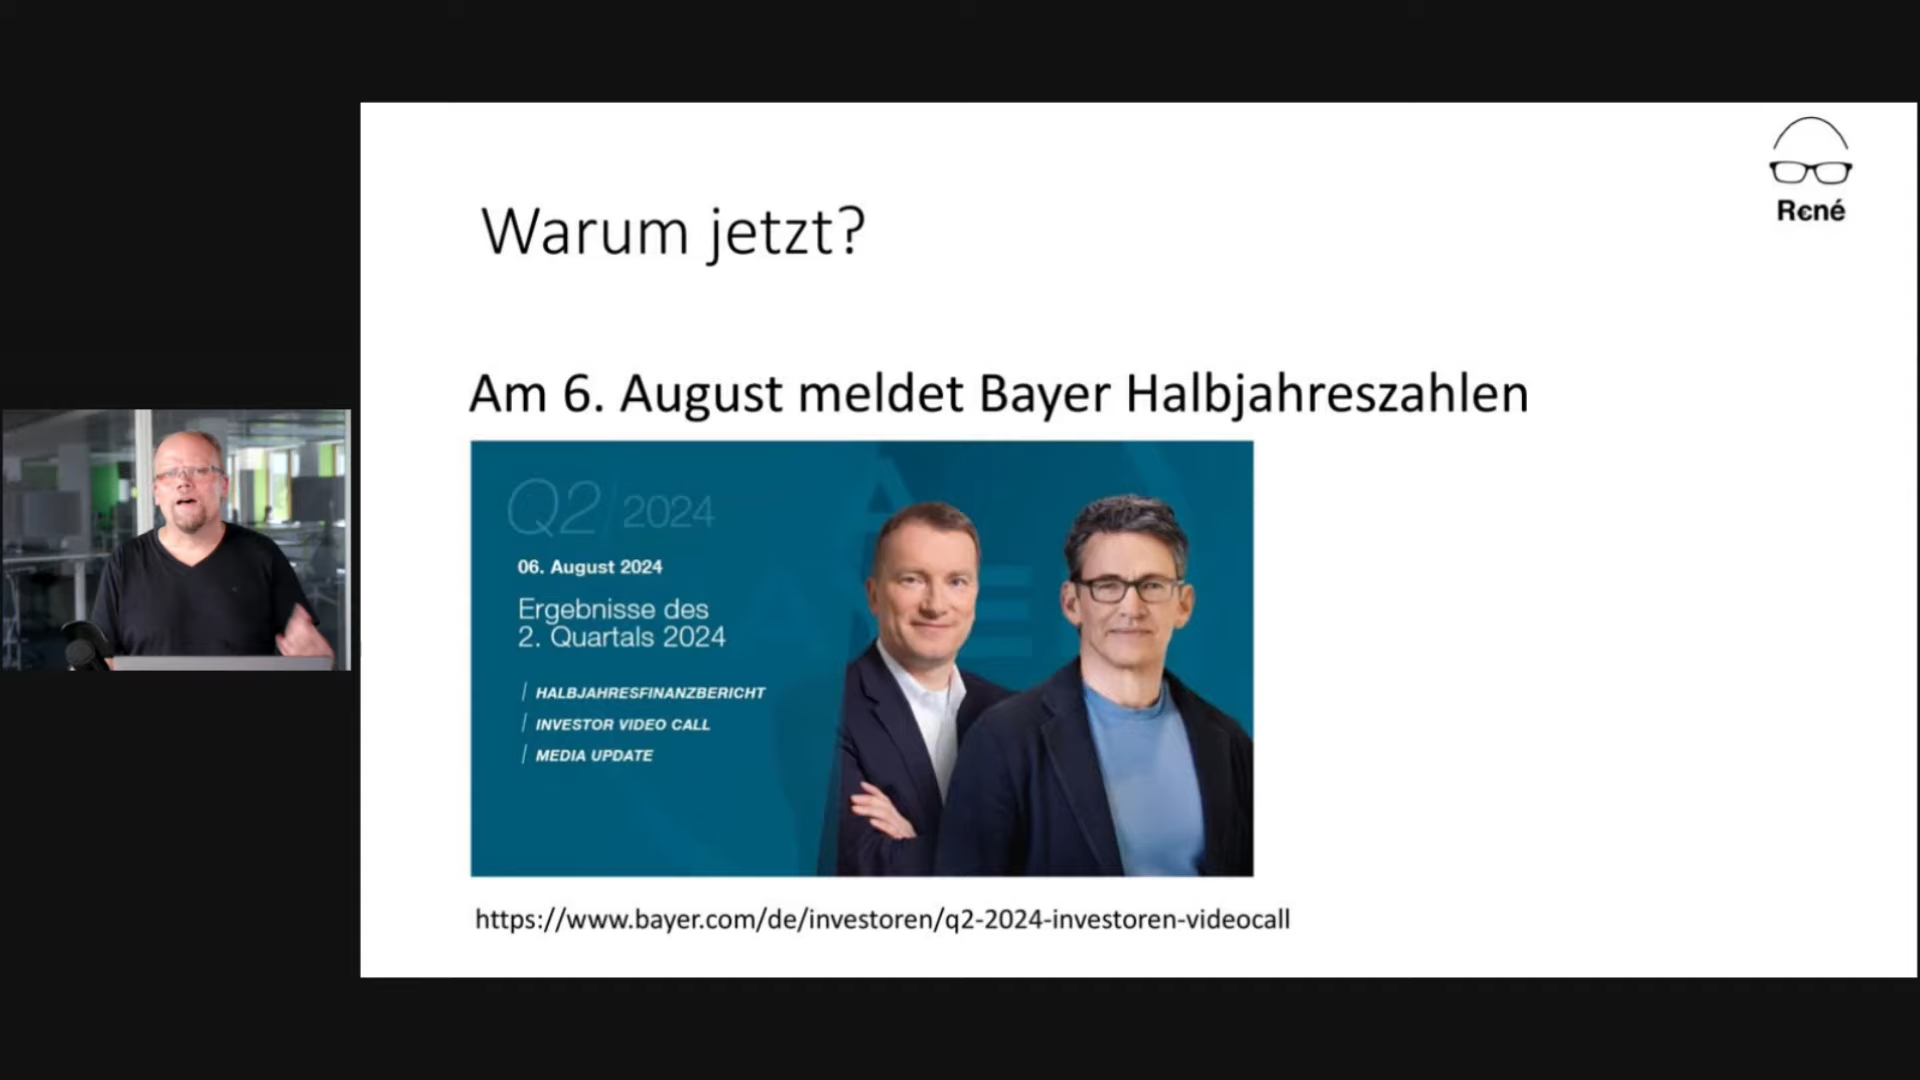 René
Warum jetzt?
Am 6. August meldet Bayer Halbjahreszahlen
Q2/2024
06. August 2024
Ergebnisse des
2. Quartals 2024
/ HALBJAHRESFINANZBERICHT
/ INVESTOR VIDEO CALL
/ MEDIA UPDATE
https://www.bayer.com/de/investoren/q2-2024-investoren-videocall